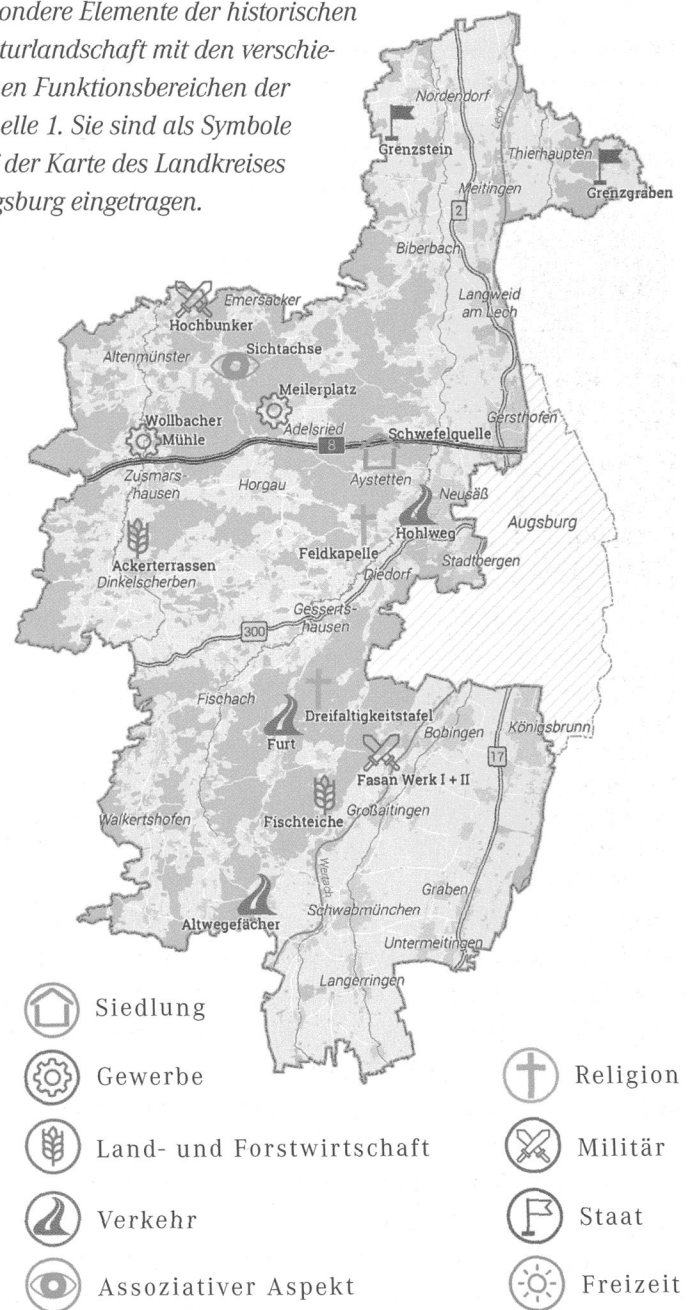 ondere Elemente der historischen
turlandschaft mit den verschie-
en Funktionsbereichen der
elle 1. Sie sind als Symbole
der Karte des Landkreises
gsburg eingetragen.
Nordendorf
Lech
Grenzstein
Thierhaupten
Grenzgraben
Meitingen
2
Biberbach
Langweid
am Lech
Emersacker
Hochbunker
Sichtachse
Altenmünster
Meilerplatz
Wollbacher
Mühle
Adelsried
Schwefelquelle
Gersthofen
8
Zusmars-
hausen
Horgau
Aystetten
Neusäß
Augsburg
Hohlweg
Feldkapelle
Ackerterrassen
Dinkelscherben
Diedorf
Stadtbergen
Gesserts-
hausen
300
Fischach
Dreifaltigkeitstafel
Furt
Bobingen
Königsbrunn
17
Fasan Werk I + II
Fischteiche
Großaitingen
Walkertshofen
Wertach
Graben
Altwegefächer
Schwabmünchen
Untermeitingen
Langerringen
Siedlung
Gewerbe
Religion
Land- und Forstwirtschaft
Militär
Verkehr
Staat
Assoziativer Aspekt
Freizeit